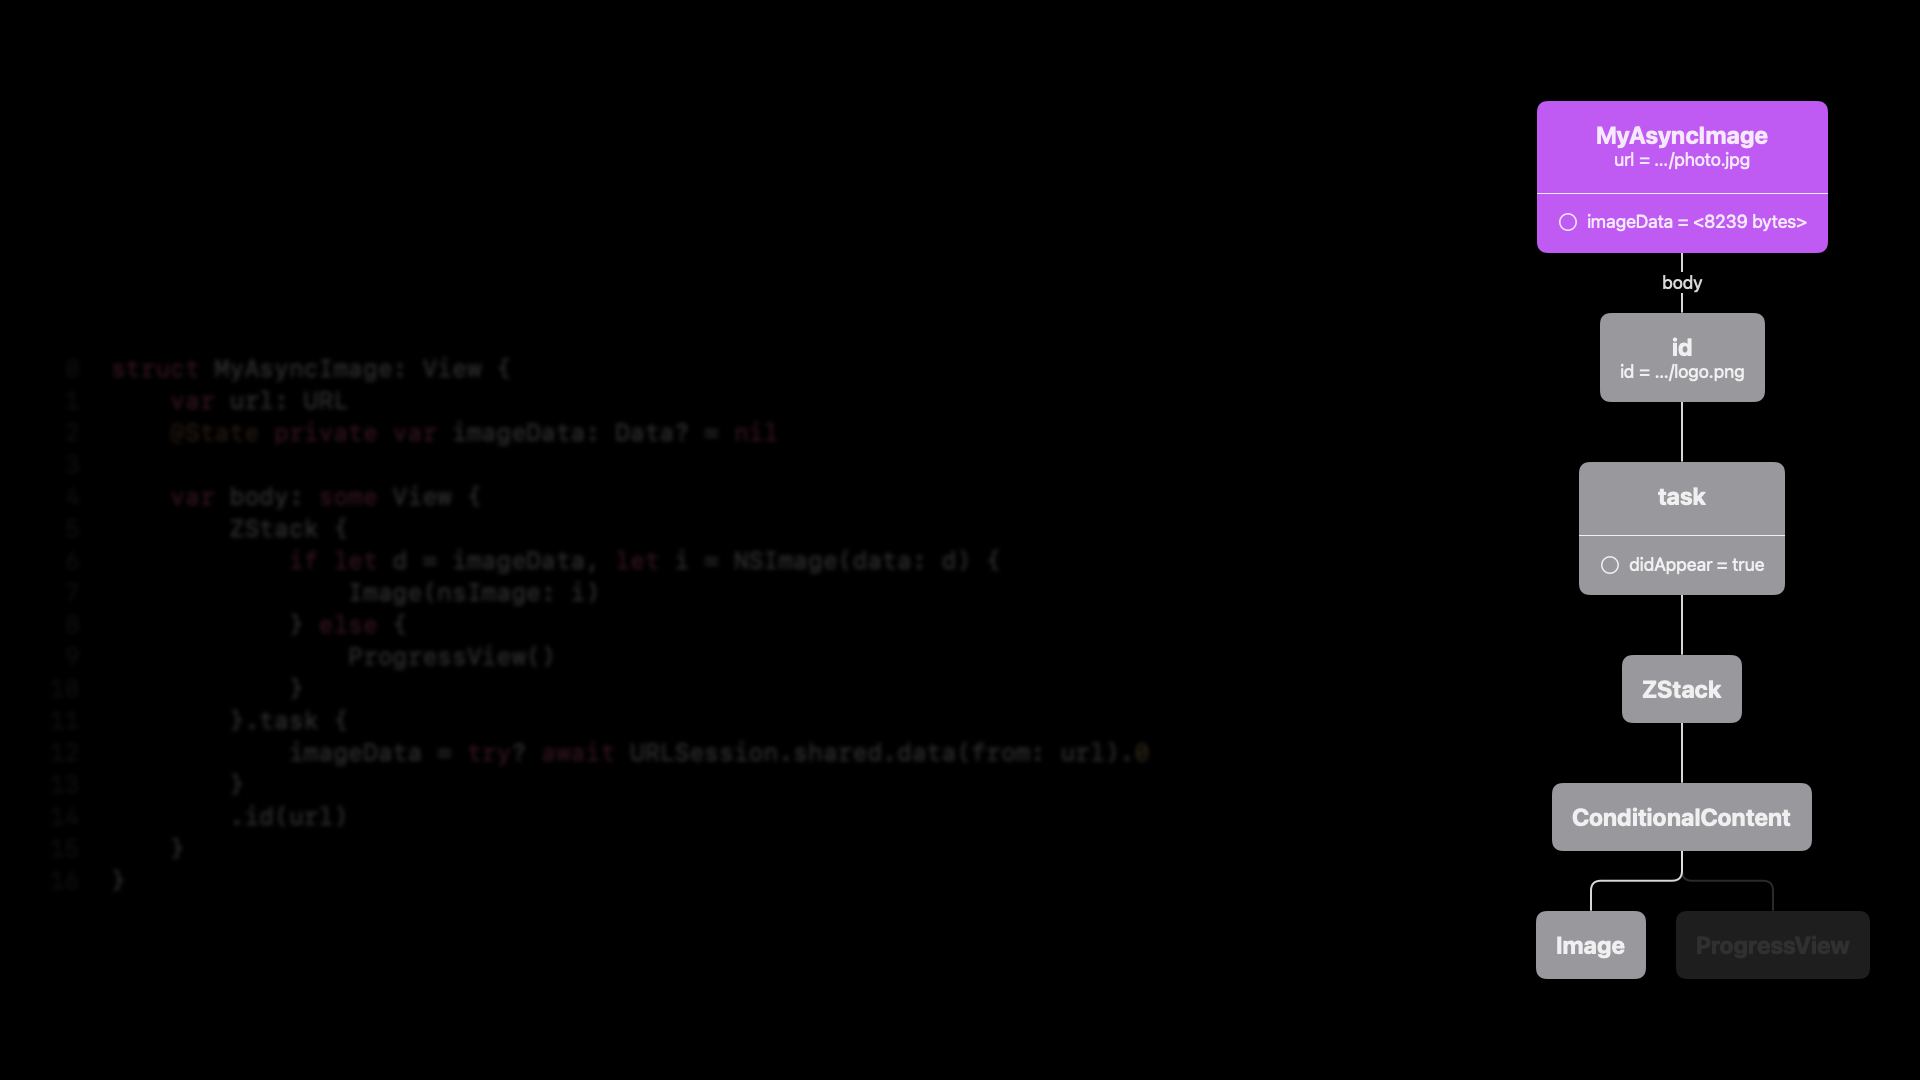 0 struct MyAsyncImage: View {
1 var url: URL
2 @State private var imageData: Data? = nil
3
4 var body: some View {
5 ZStack {
6 if let d = imageData, let i = NSImage(data: d) {
7 Image(nsImage: i)
8 } else {
9 ProgressView()
10 }
11 }.task {
12 imageData = try? await URLSession.shared.data(from: url).0
13 }
14 .id(url)
15 }
16 }
MyAsyncImage
url = .../photo.jpg
imageData = <8239 bytes>
body
id
id = .../logo.png
task
didAppear = true
ZStack
ConditionalContent
Image ProgressView